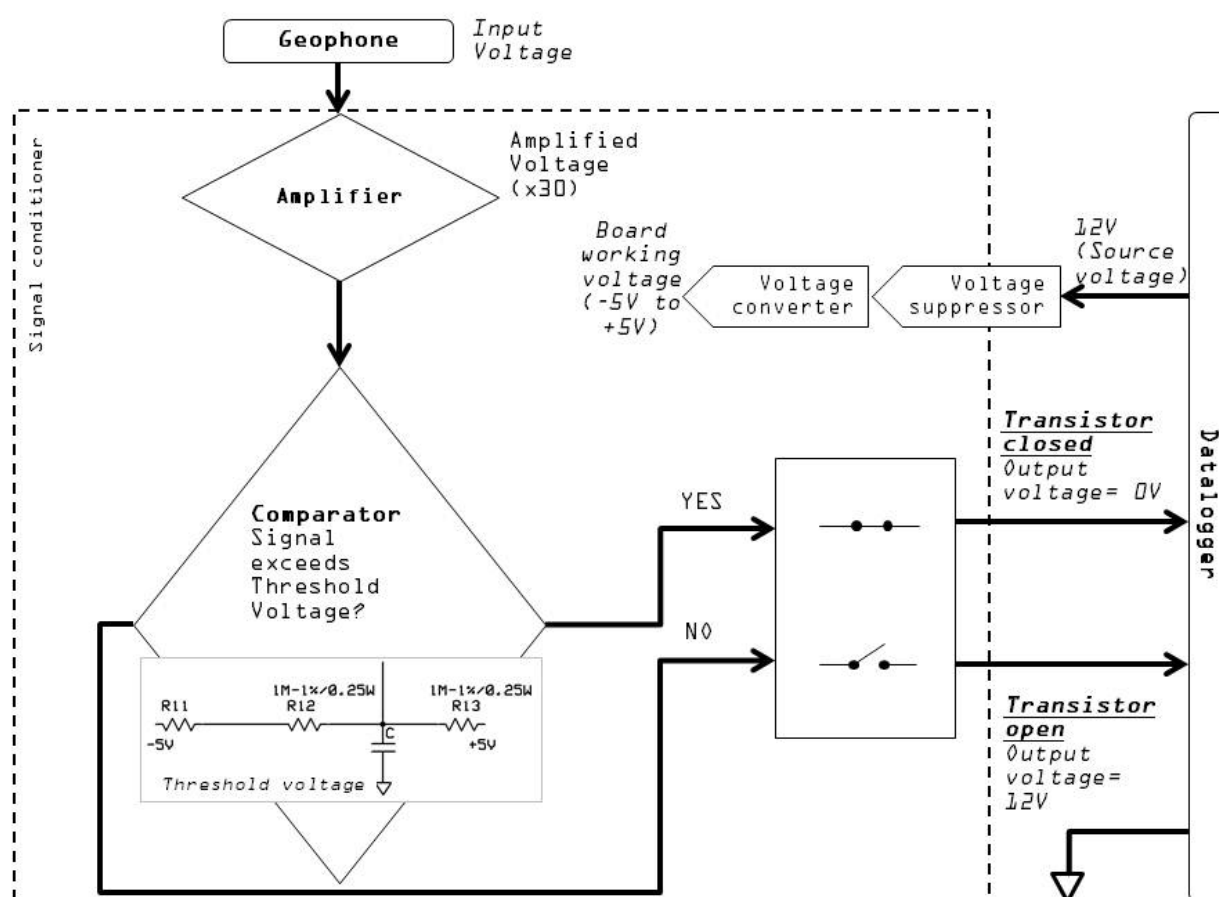 Geophone
Input
Voltage
Signal conditioner
Amplifier
Amplified
Voltage
(x30)
Board
working
voltage
(-5V to
+5V)
Voltage
converter
Voltage
suppressor
12V
(Source
voltage)
Comparator
Signal
exceeds
Threshold
Voltage?
YES
NO
Transistor
closed
Output
voltage= 0V
Transistor
open
Output
voltage=
12V
Datalogger
1M-1%/0.25W
1M-1%/0.25W
R11
R12
R13
C
-5V
+5V
Threshold voltage